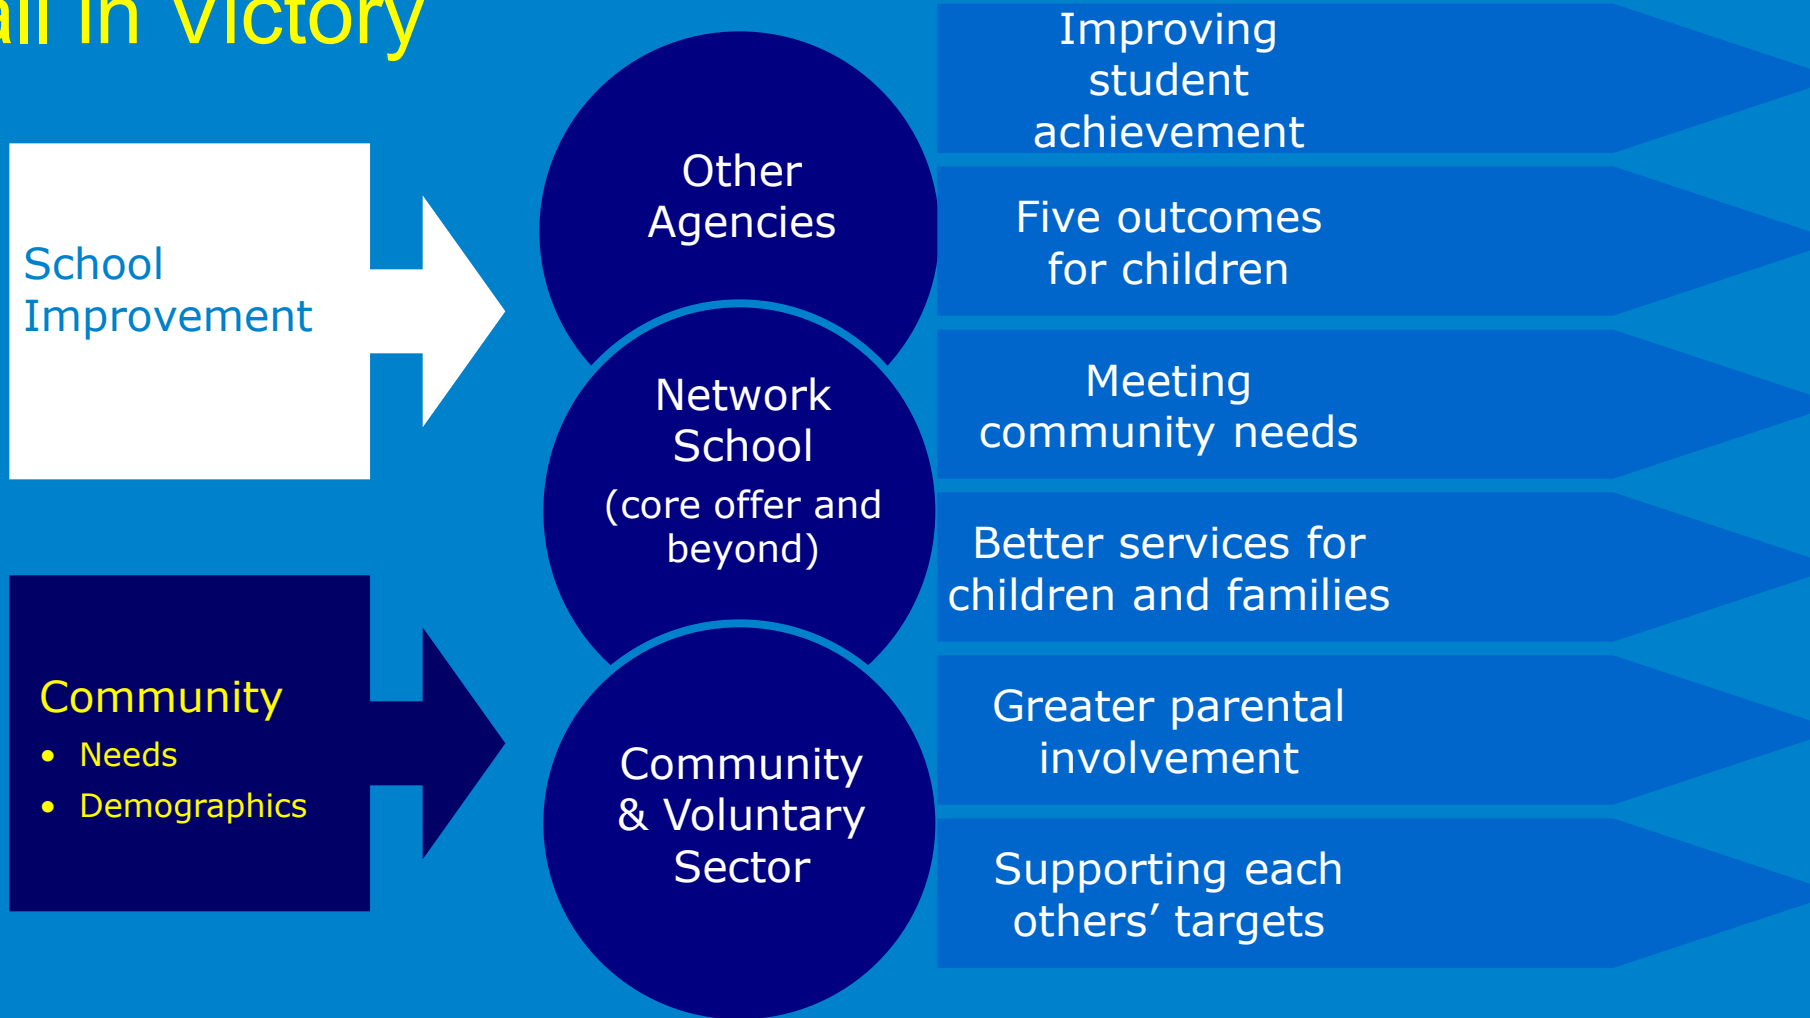 in Victory
School
Improvement
Community
• Needs
• Demographics
Other
Agencies
Network
School
(core offer and
beyond)
Community
& Voluntary
Sector
Improving
student
achievement
Five outcomes
for children
Meeting
community needs
Better services for
children and families
Greater parental
involvement
Supporting each
others’ targets